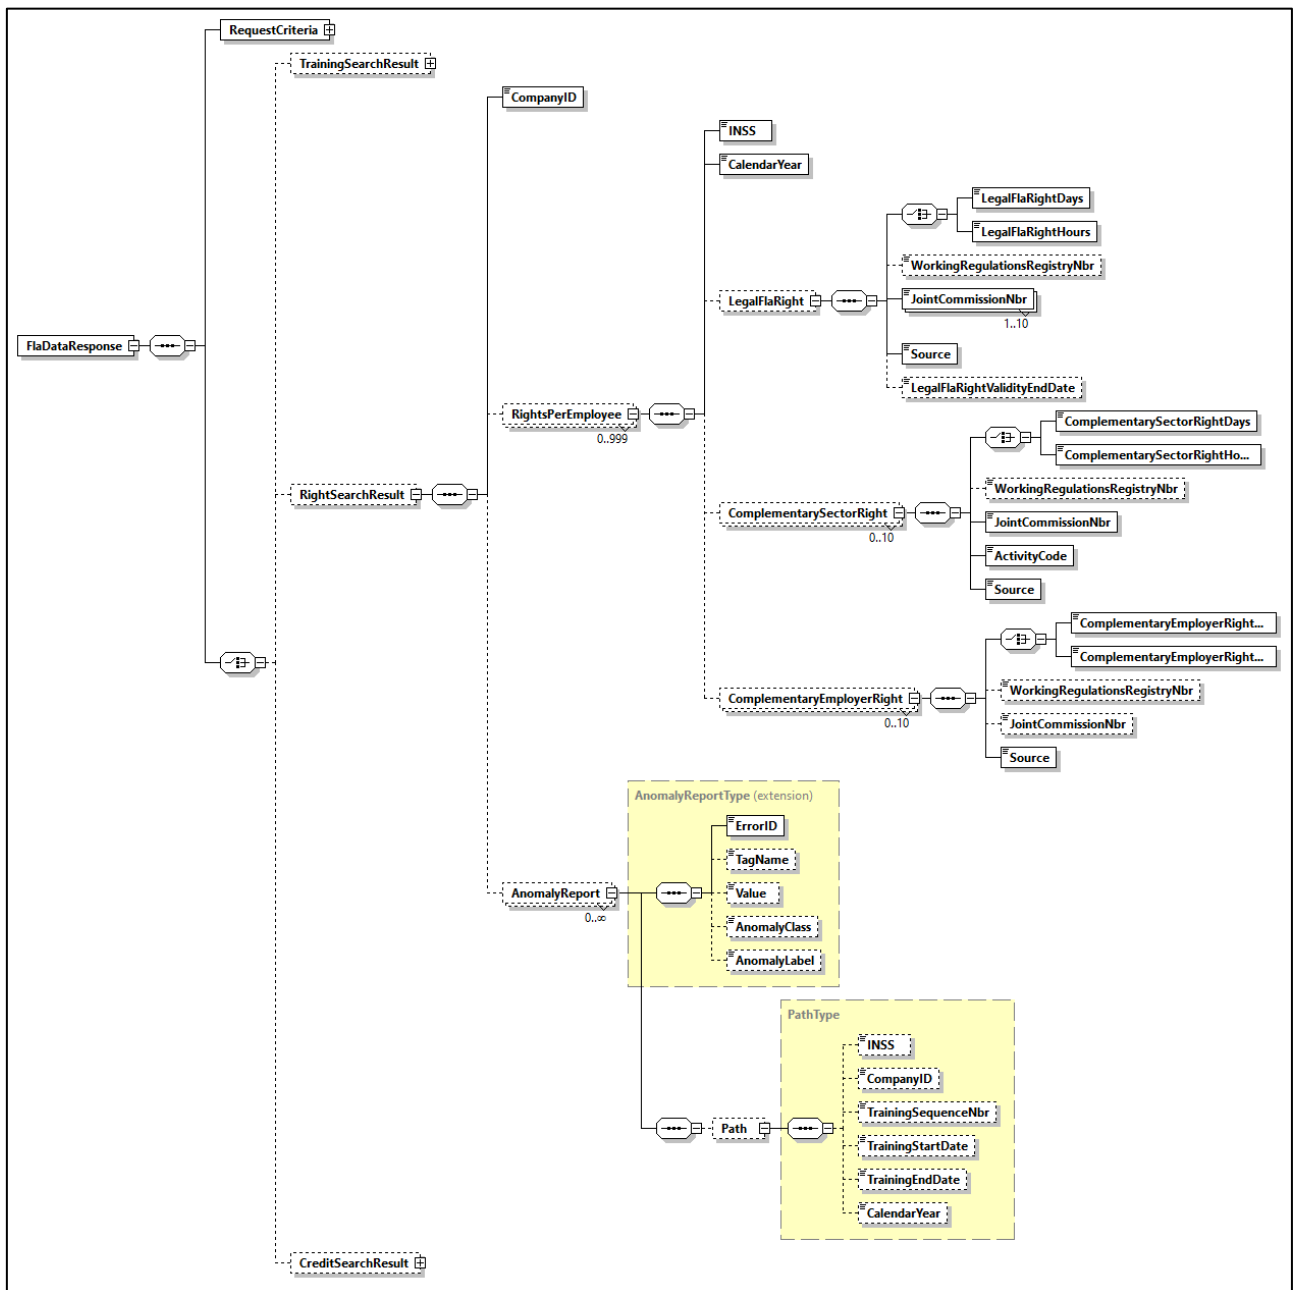 RequestCriteria
TrainingSearchResult
CompanyID
INSS
CalendarYear
LegalFlaRightDays
LegalFlaRightHours
WorkingRegulationsRegistryNbr
LegalFlaRight
JointCommissionNbr
1..10
FlaDataResponse
Source
LegalFlaRightValidityEndDate
RightsPerEmployee
0..999
ComplementarySectorRightDays
ComplementarySectorRightHo...
RightSearchResult
WorkingRegulationsRegistryNbr
ComplementarySectorRight
0..10
JointCommissionNbr
ActivityCode
Source
ComplementaryEmployerRight...
ComplementaryEmployerRight...
WorkingRegulationsRegistryNbr
ComplementaryEmployerRight
0..10
JointCommissionNbr
Source
AnomalyReportType (extension)
ErrorID
TagName
AnomalyReport
0..∞
Value
AnomalyClass
AnomalyLabel
PathType
INSS
CompanyID
TrainingSequenceNbr
Path
TrainingStartDate
TrainingEndDate
CalendarYear
CreditSearchResult